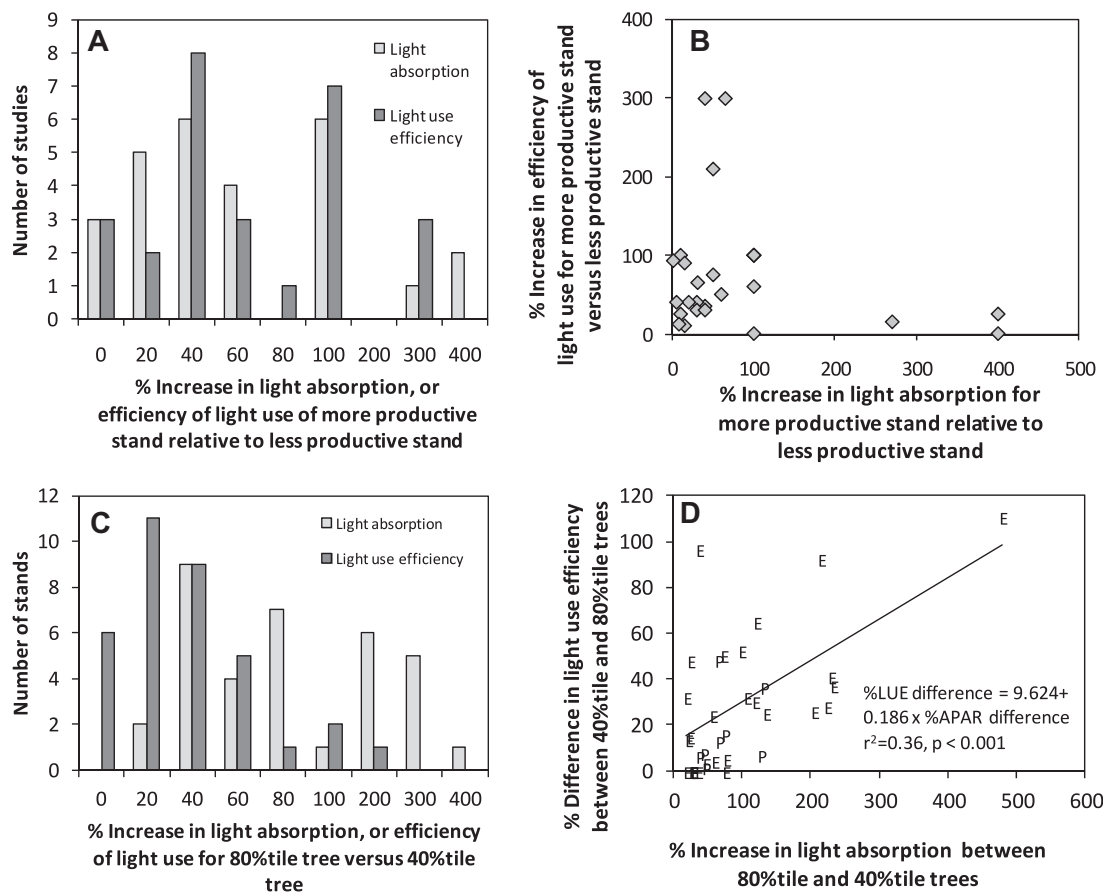 A
Number of studies
9
8
7
6
5
4
3
2
1
0
Light
absorption
Light use
efficiency
0 20 40 60 80 100 200 300 400
% Increase in light absorption, or
efficiency of light use of more productive
stand relative to less productive stand
B
% Increase in efficiency of
light use for more productive stand
versus less productive stand
400
300
200
100
0
0 100 200 300 400 500
% Increase in light absorption for
more productive stand relative to
less productive stand
C
Number of stands
12
10
8
6
4
2
0
Light absorption
Light use efficiency
0 20 40 60 80 100 200 300 400
% Increase in light absorption, or efficiency
of light use for 80%tile tree versus 40%tile
tree
D
% Difference in light use efficiency
between 40%tile and 80%tile trees
120
100
80
60
40
20
0
%LUE difference = 9.624+
0.186 x %APAR difference
r²=0.36, p < 0.001
0 100 200 300 400 500 600
% Increase in light absorption between
80%tile and 40%tile trees